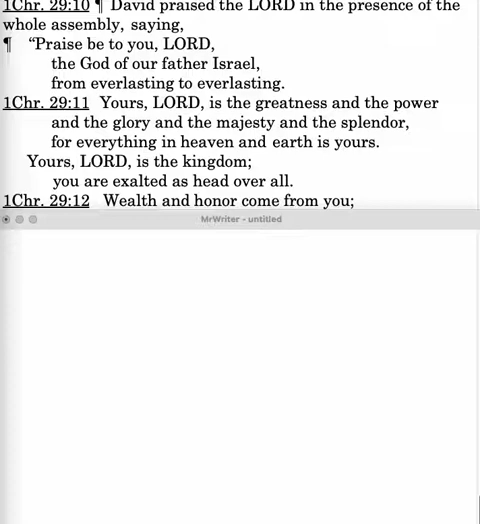 1Chr. 29:10 ¶ David praised the LORD in the presence of the
whole assembly, saying,
¶ “Praise be to you, LORD,
the God of our father Israel,
from everlasting to everlasting.
1Chr. 29:11 Yours, LORD, is the greatness and the power
and the glory and the majesty and the splendor,
for everything in heaven and earth is yours.
Yours, LORD, is the kingdom;
you are exalted as head over all.
1Chr. 29:12 Wealth and honor come from you;
MrWriter - untitled